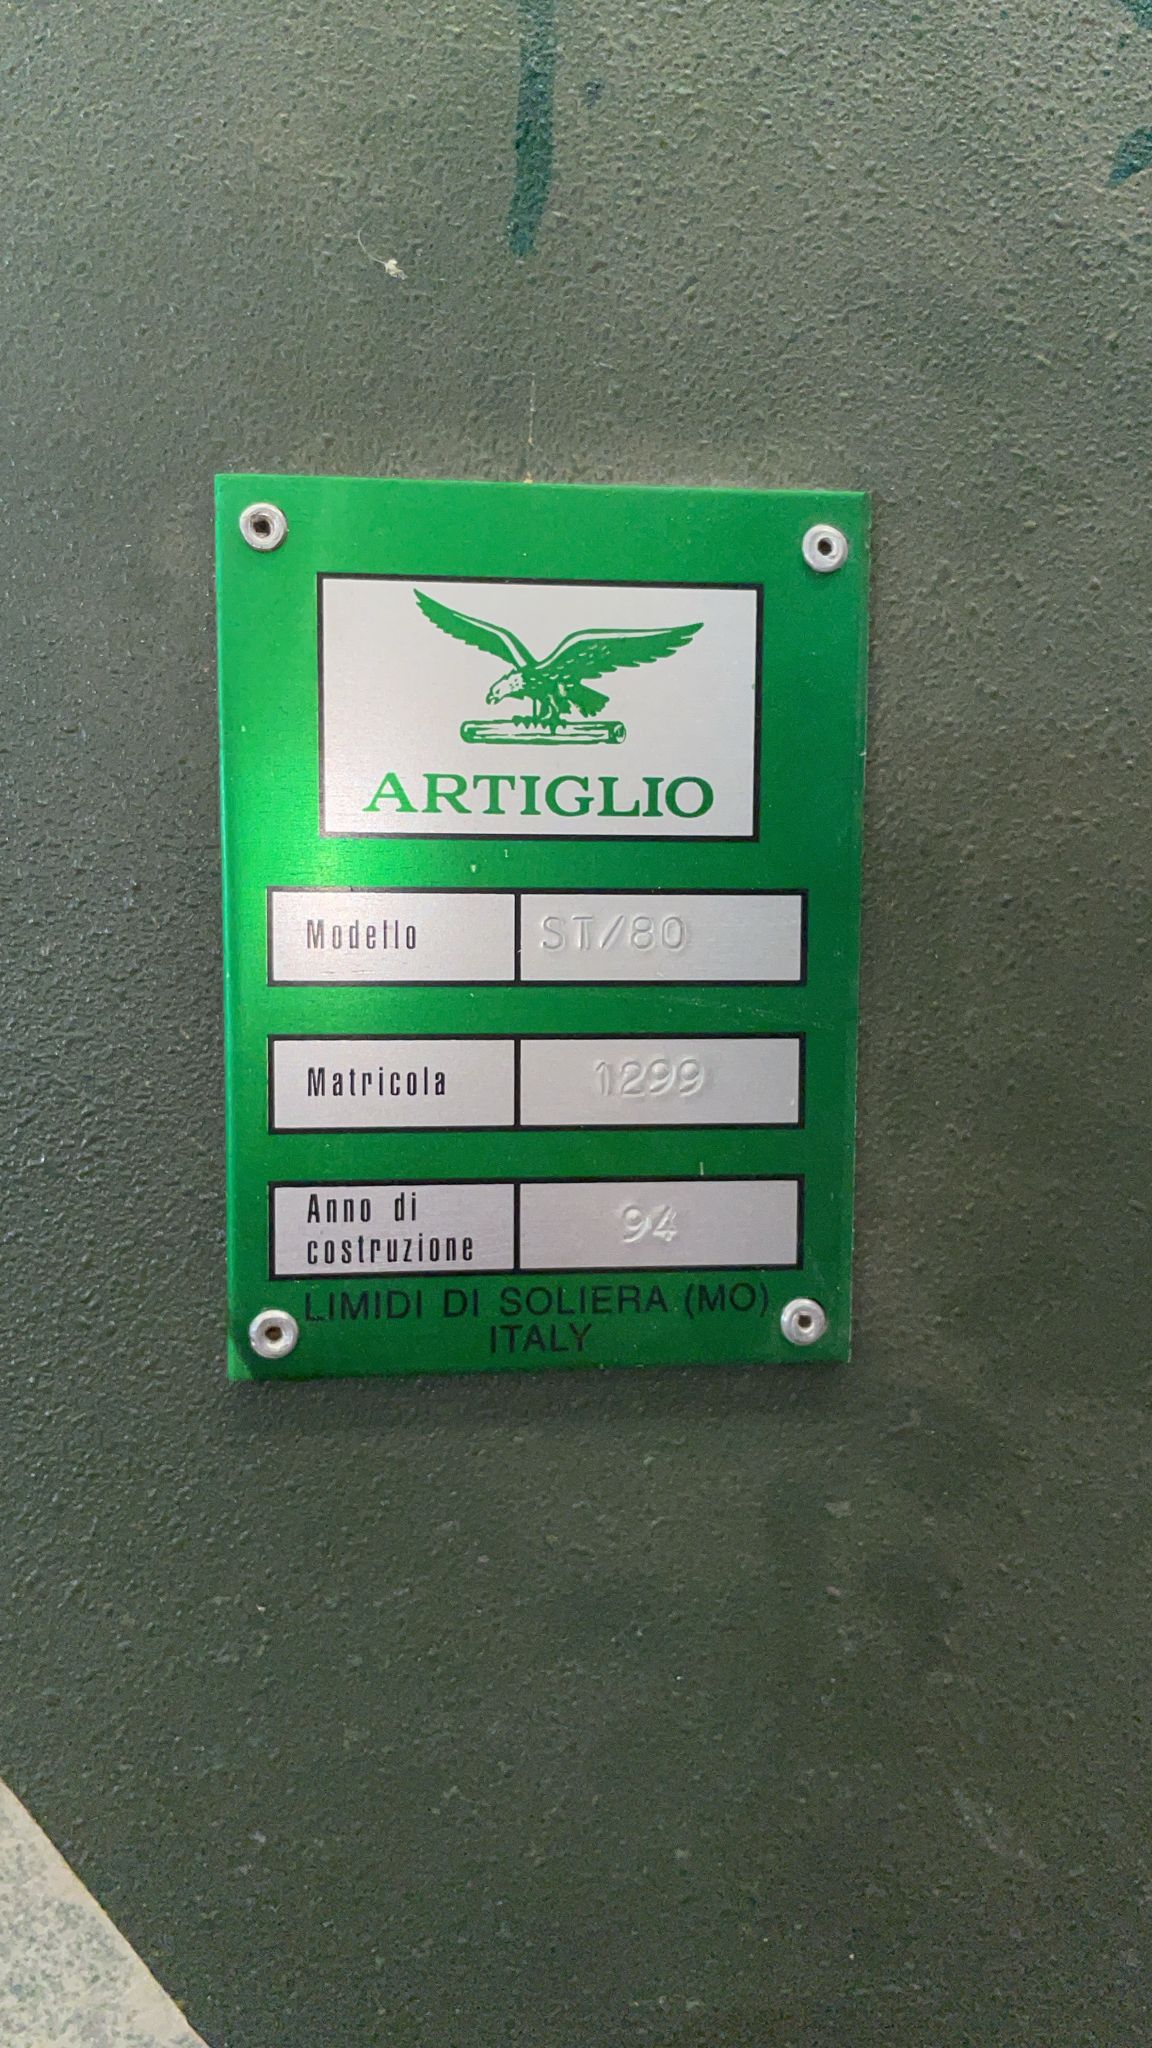 ARTIGLIO
Modello ST/80
Matricola 1299
Anno di
costruzione 94
LIMIDI DI SOLIERA (MO)
ITALY